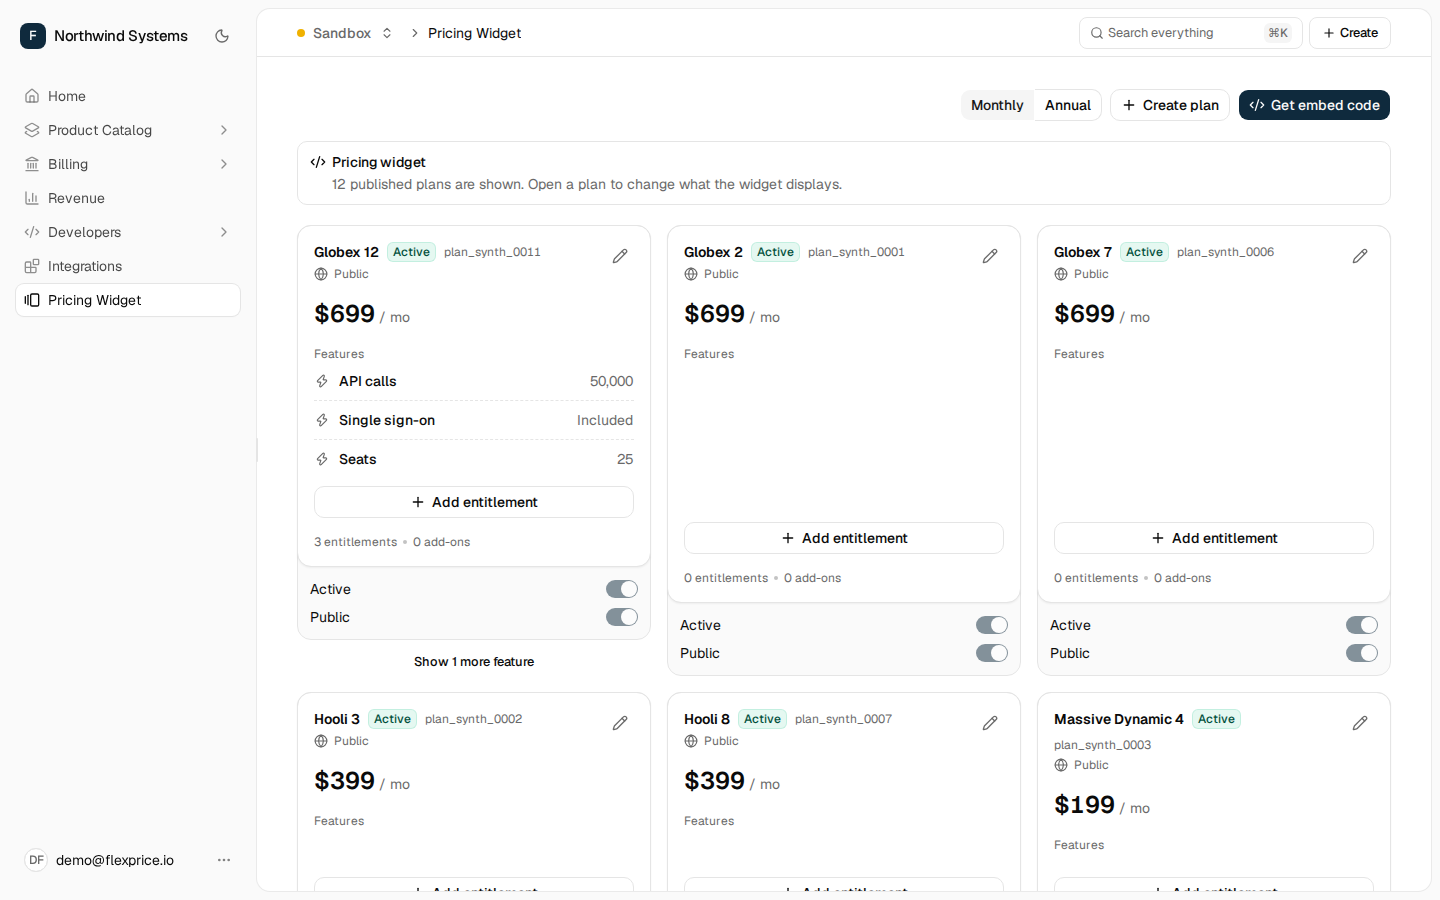 F Northwind Systems
Home
Product Catalog
Billing
Revenue
Developers
Integrations
Pricing Widget
DF demo@flexprice.io
Sandbox Pricing Widget
Search everything ⌘K
Create
Monthly Annual Create plan Get embed code
Pricing widget
12 published plans are shown. Open a plan to change what the widget displays.
Globex 12 Active plan_synth_0011
Public
$699 / mo
Features
API calls 50,000
Single sign-on Included
Seats 25
Add entitlement
3 entitlements • 0 add-ons
Active
Public
Show 1 more feature
Globex 2 Active plan_synth_0001
Public
$699 / mo
Features
Add entitlement
0 entitlements • 0 add-ons
Active
Public
Globex 7 Active plan_synth_0006
Public
$699 / mo
Features
Add entitlement
0 entitlements • 0 add-ons
Active
Public
Hooli 3 Active plan_synth_0002
Public
$399 / mo
Features
Add entitlement
Hooli 8 Active plan_synth_0007
Public
$399 / mo
Features
Add entitlement
Massive Dynamic 4 Active
plan_synth_0003
Public
$199 / mo
Features
Add entitlement